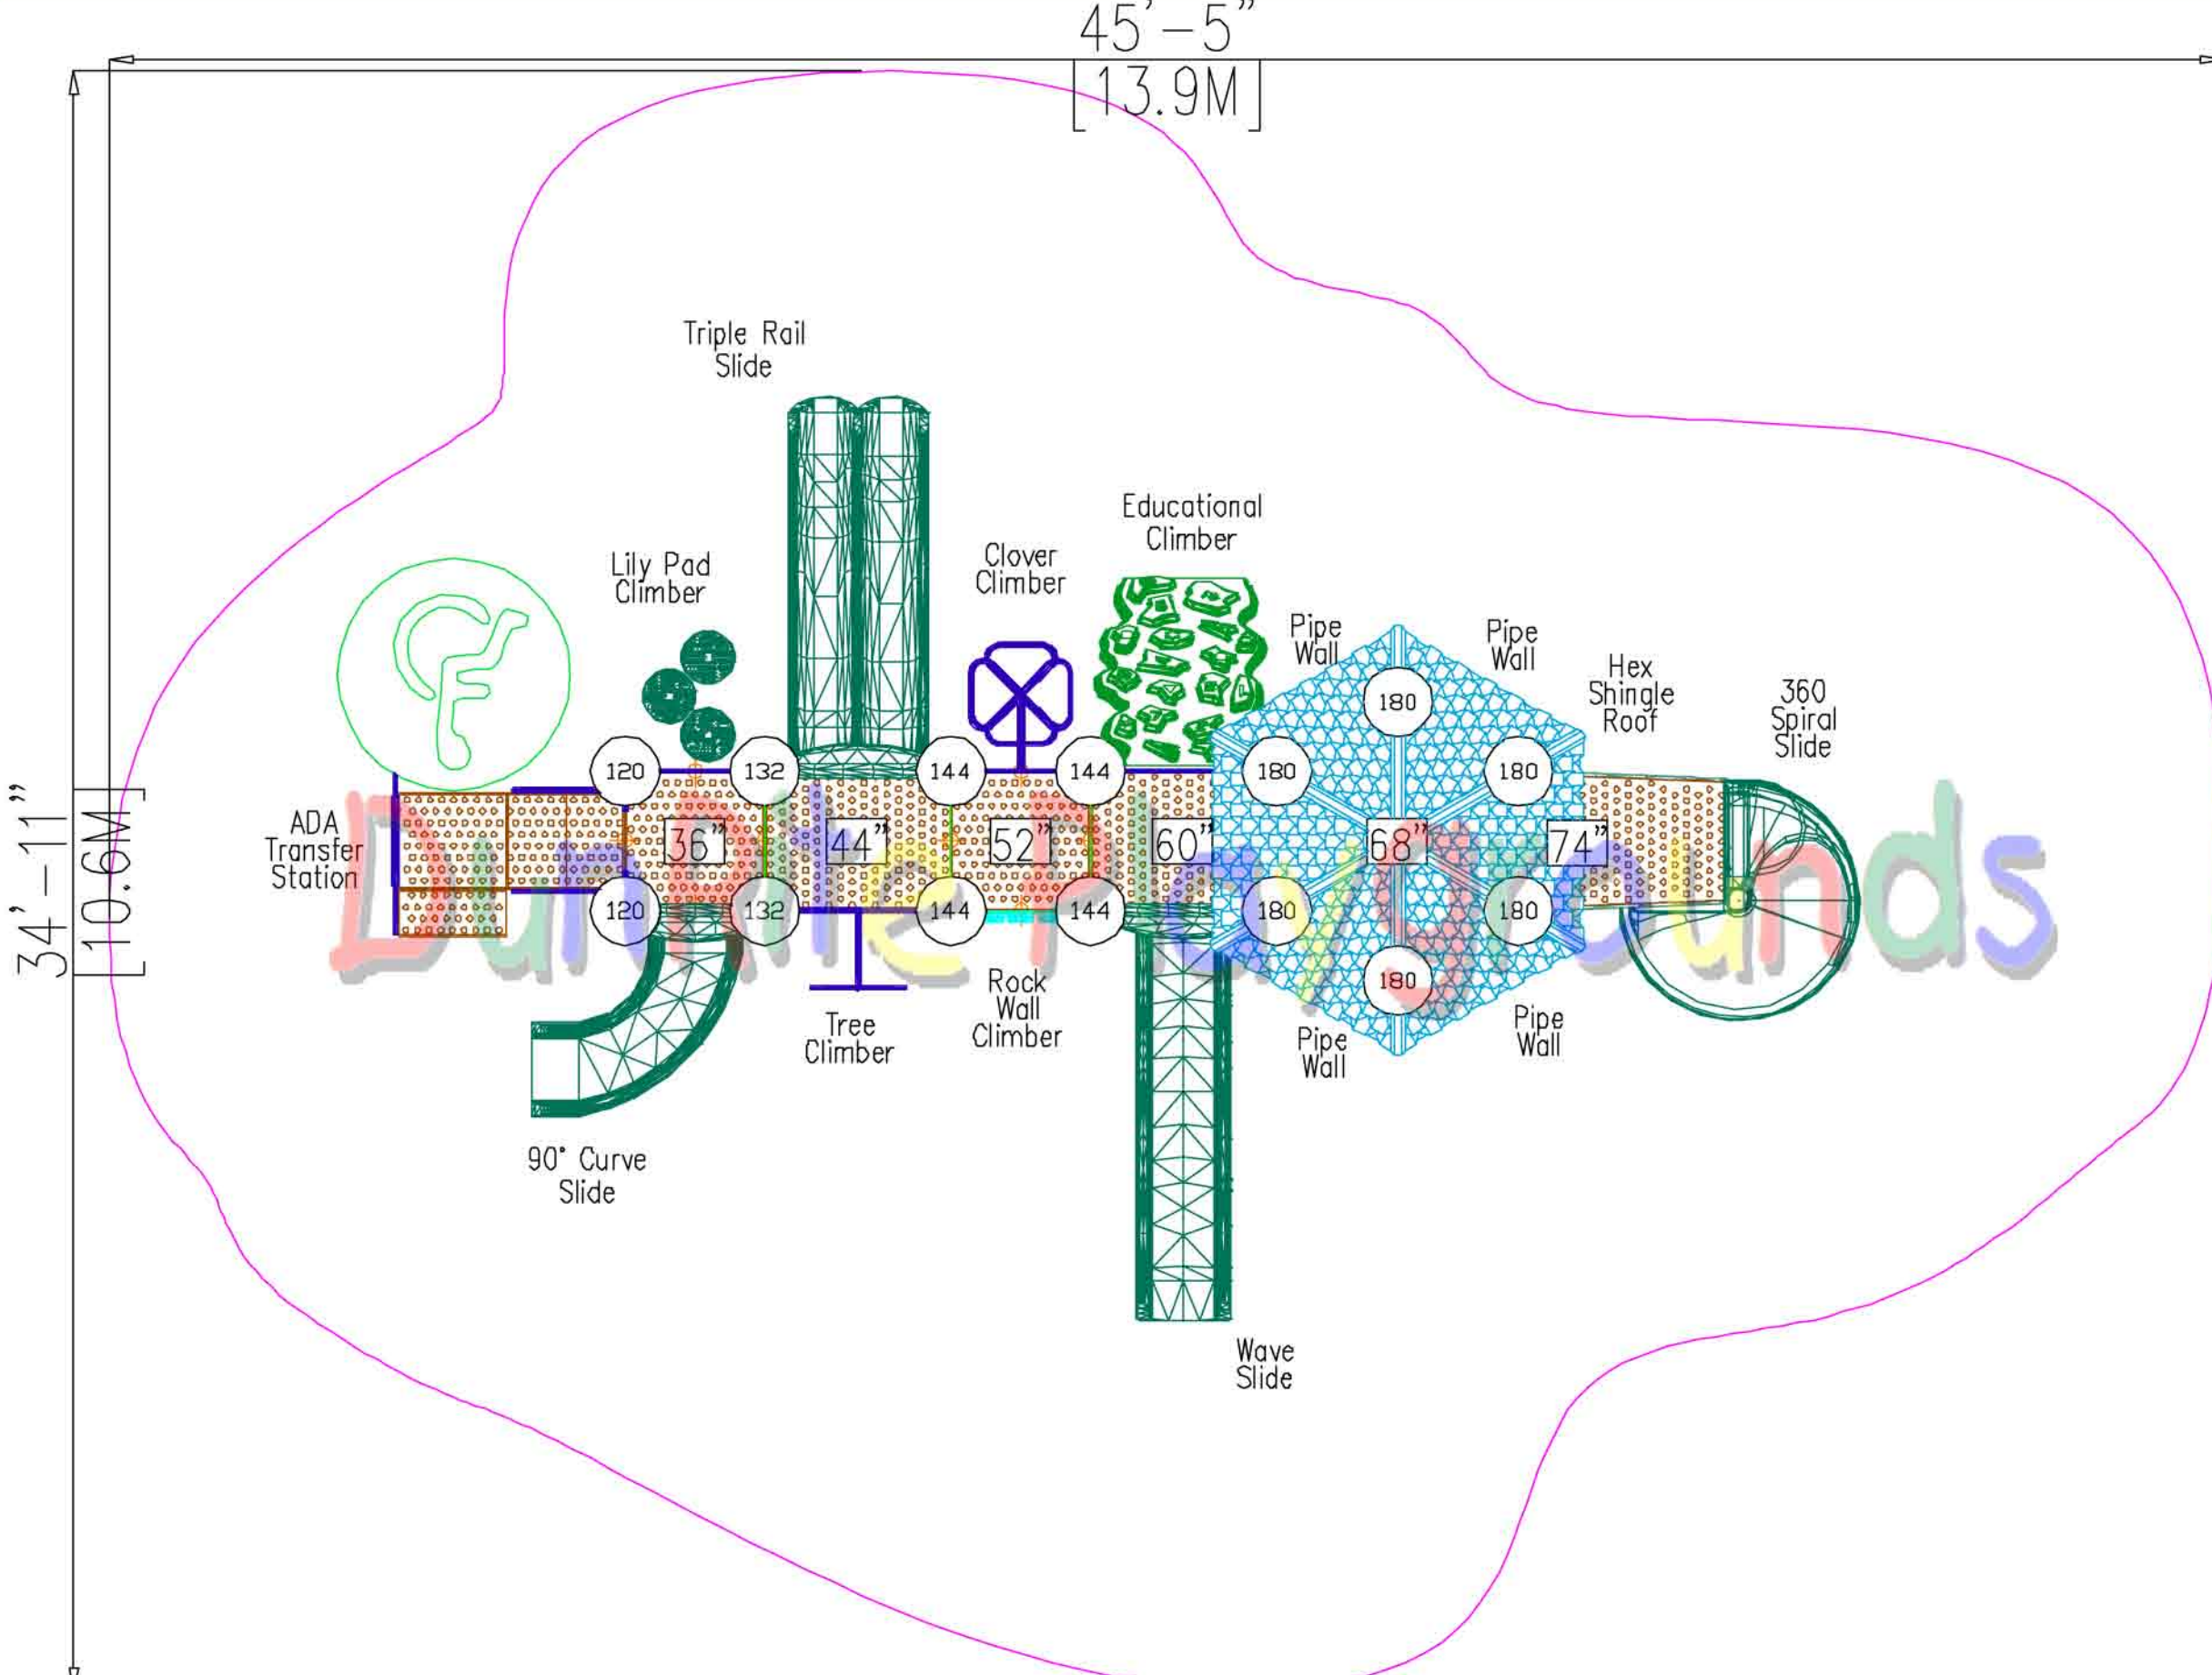 45'-5"
[13.9M]
34'-11"
[10.6M]
Triple Rail
Slide
Educational
Climber
Lily Pad
Climber
Clover
Climber
Pipe
Wall
Pipe
Wall
Hex
Shingle
Roof
360
Spiral
Slide
180
120
132
144
144
180
180
ADA
Transfer
Station
36"
44"
52"
60"
68"
74"
Dunrite Playgrounds
120
132
144
144
180
180
180
Tree
Climber
Rock
Wall
Climber
Pipe
Wall
Pipe
Wall
90° Curve
Slide
Wave
Slide